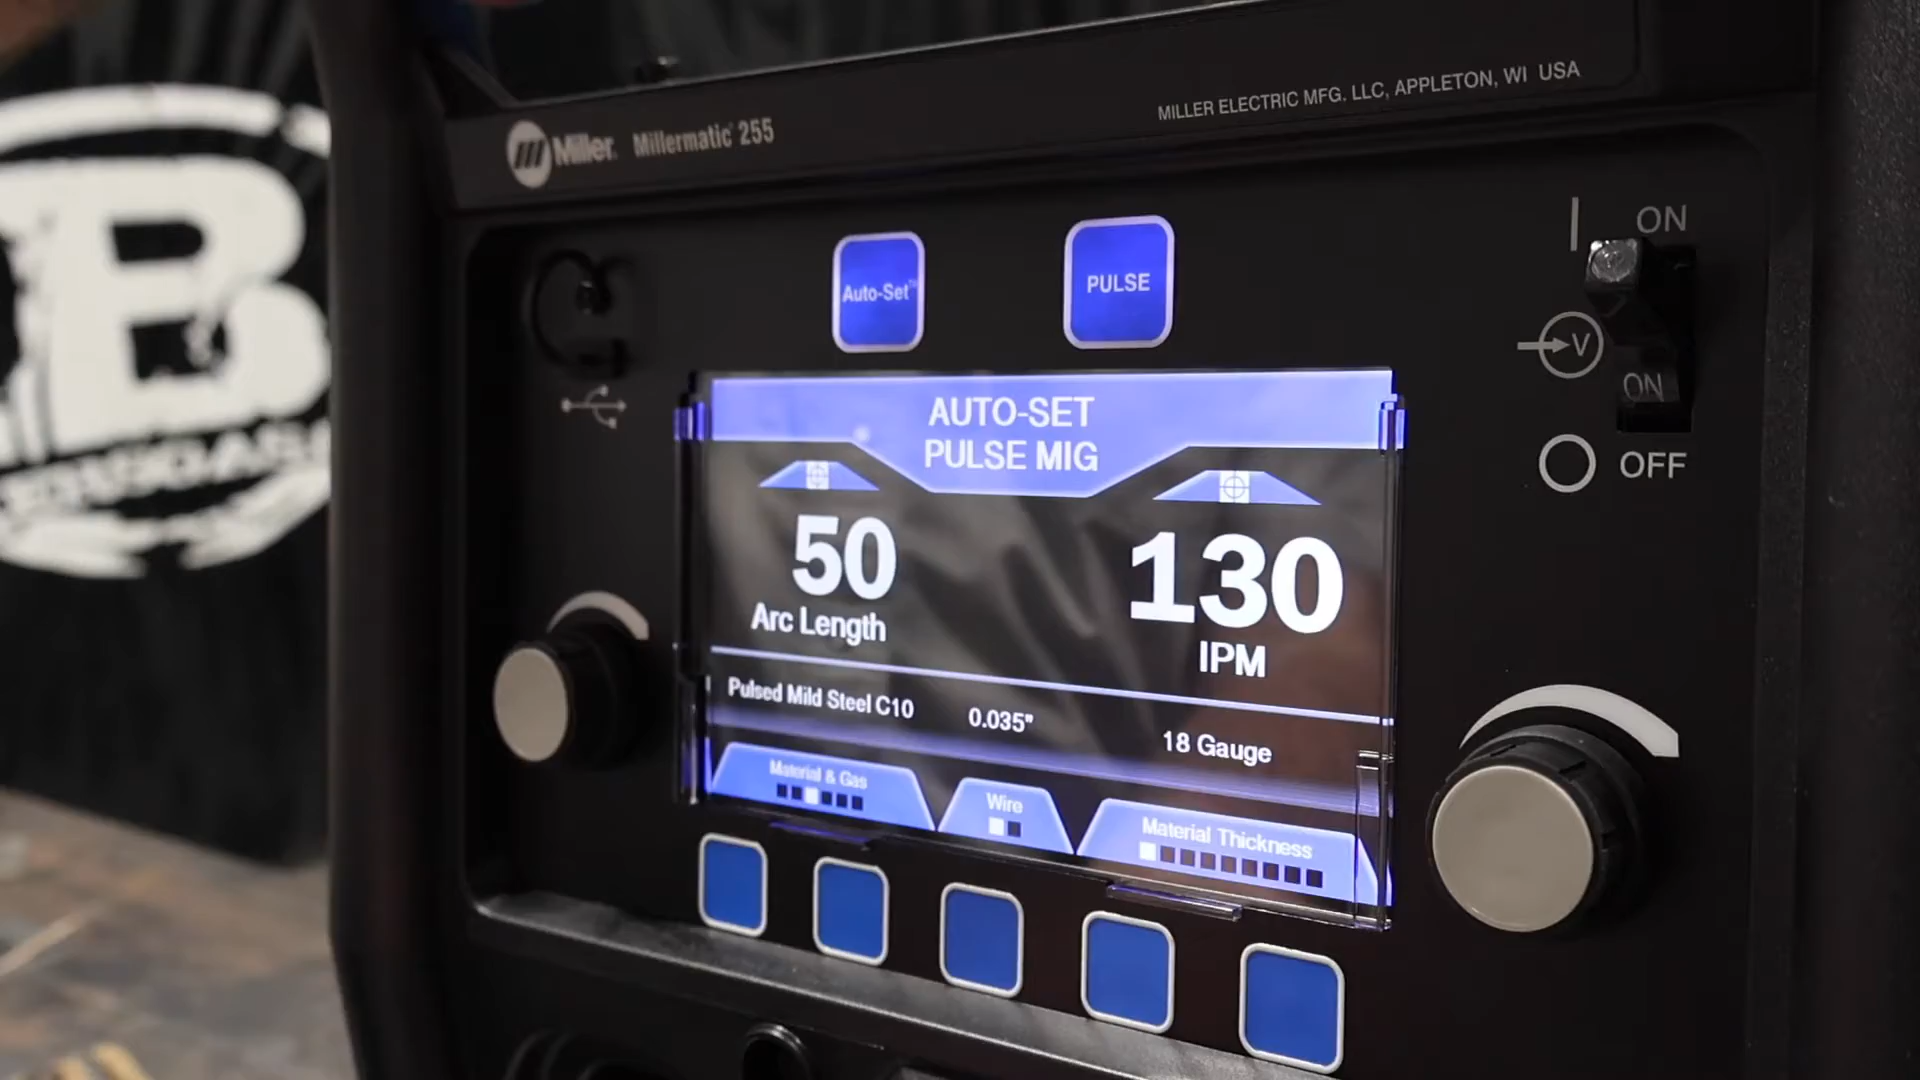 MILLER ELECTRIC MFG. LLC, APPLETON, WI USA
Miller. Millermatic® 255
B
Auto-Set™
PULSE
ON
V
ON
OFF
AUTO-SET
PULSE MIG
50
Arc Length
130
IPM
Pulsed Mild Steel C10
0.035"
18 Gauge
Material & Gas
Wire
Material Thickness